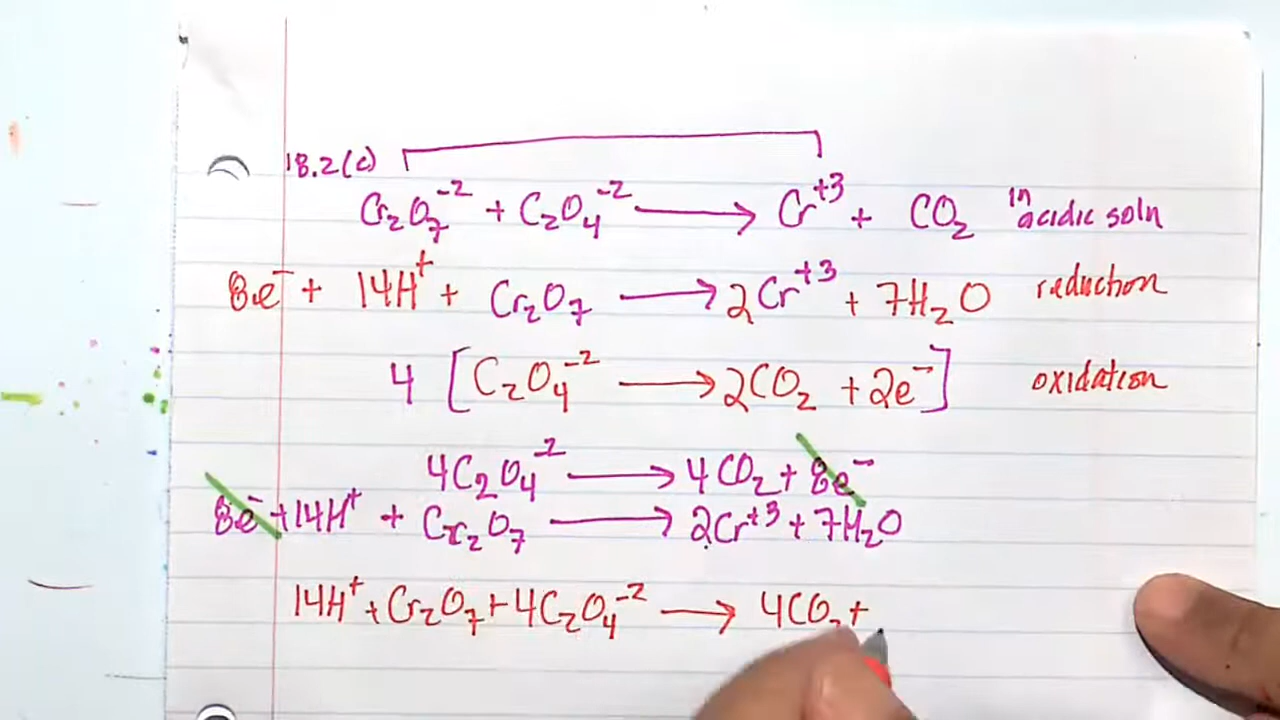 18.2(c)
Cr₂O₇⁻² + C₂O₄⁻² → Cr⁺³ + CO₂ in acidic soln
8e⁻ + 14H⁺ + Cr₂O₇ → 2Cr⁺³ + 7H₂O reduction
4 [C₂O₄⁻² → 2CO₂ + 2e⁻] oxidation
4C₂O₄⁻² → 4CO₂ + 8e⁻
8e⁻ + 14H⁺ + Cr₂O₇ → 2Cr⁺³ + 7H₂O
14H⁺ + Cr₂O₇ + 4C₂O₄⁻² → 4CO₂ +